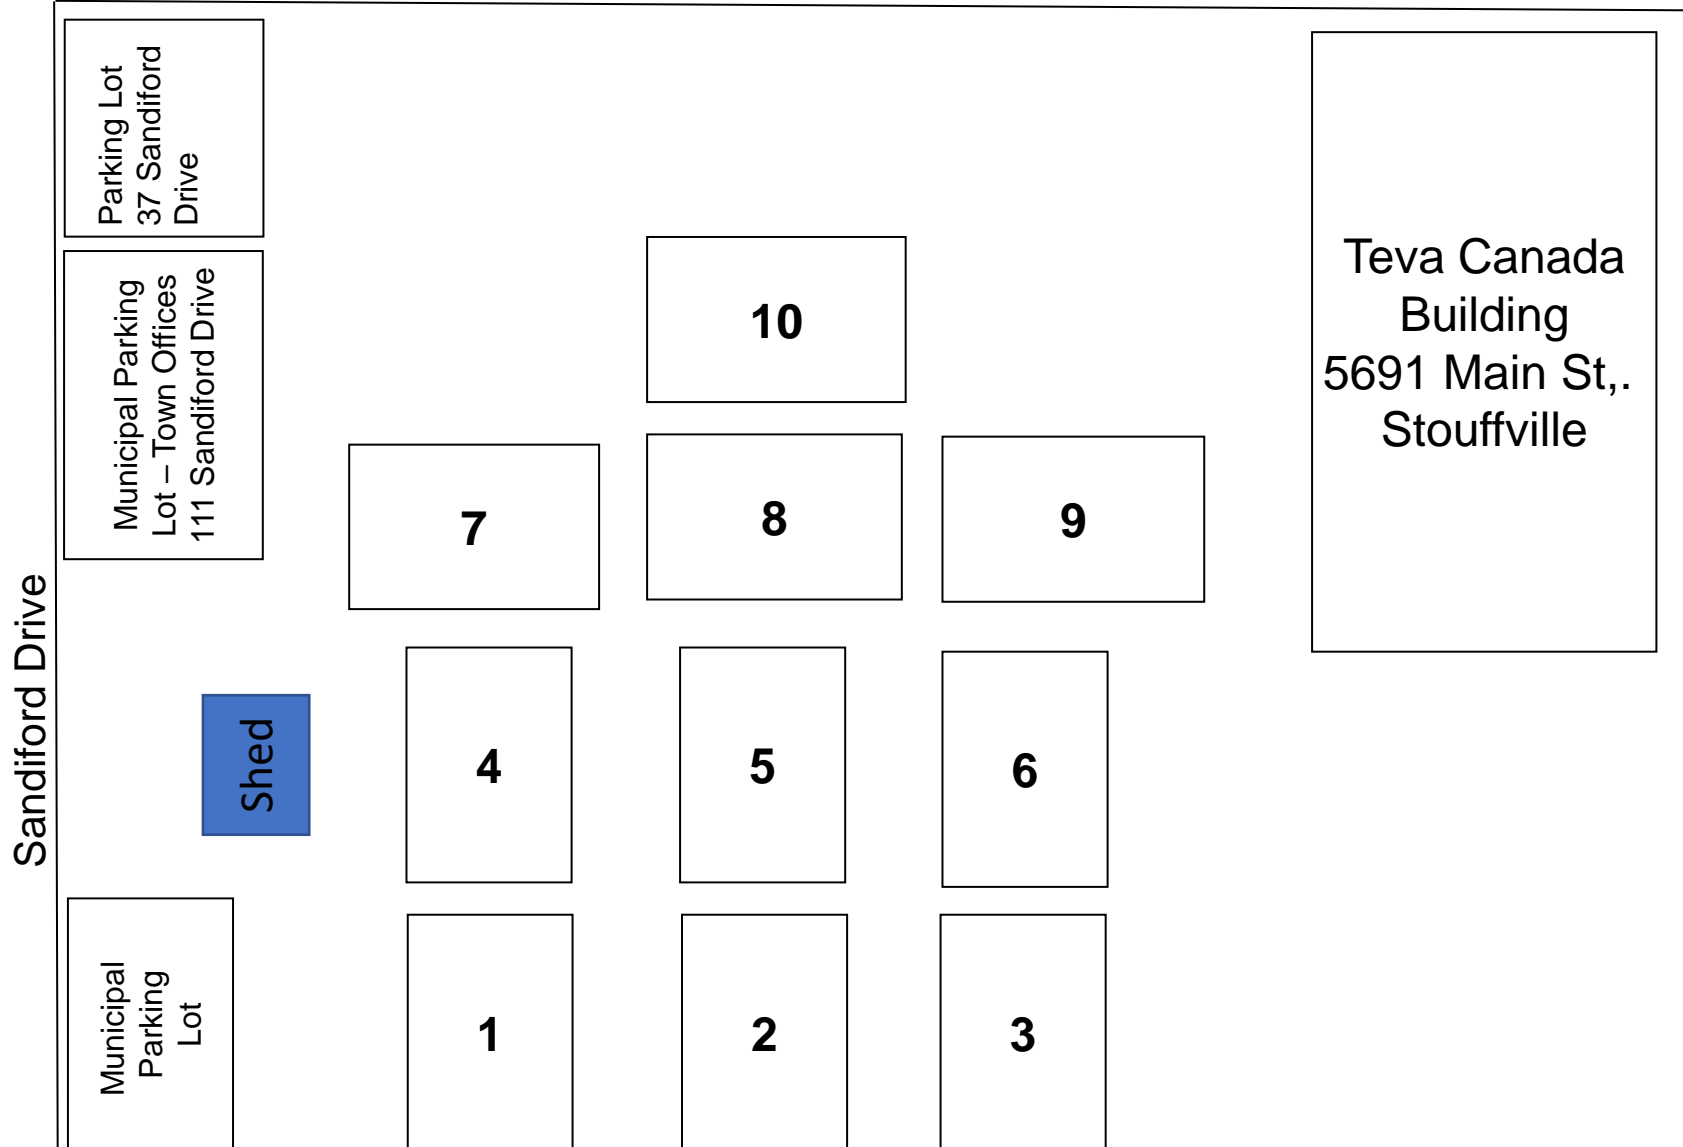 Parking Lot
37 Sandiford
Drive
Teva Canada
Building
5691 Main St,.
Stouffville
Municipal Parking
Lot – Town Offices
111 Sandiford Drive
10
7
8
9
Sandiford Drive
Shed
4
5
6
Municipal
Parking
Lot
1
2
3